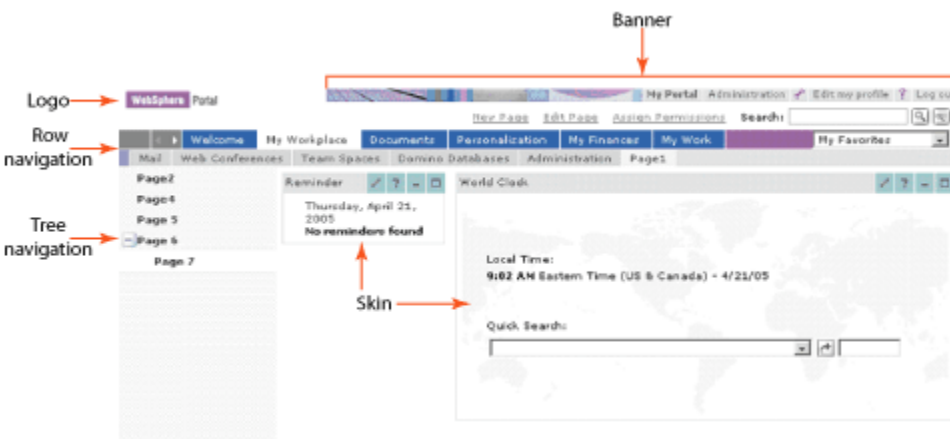 Banner
Logo
WebSphere Portal
My Portal Administration Edit my profile ? Log ou
New Page Edit Page Assign Permissions Search:
Row navigation
Welcome My Workplace Documents Personalization My Finances My Work My Favorites
Mail Web Conferences Team Spaces Domino Databases Administration Page1
Tree navigation
Page2
Page4
Page 5
Page 6
Page 7
Reminder ?
Thursday, April 21,
2005
No reminders found
Skin
World Clock ?
Local Time:
9:02 AM Eastern Time (US & Canada) - 4/21/05
Quick Search: